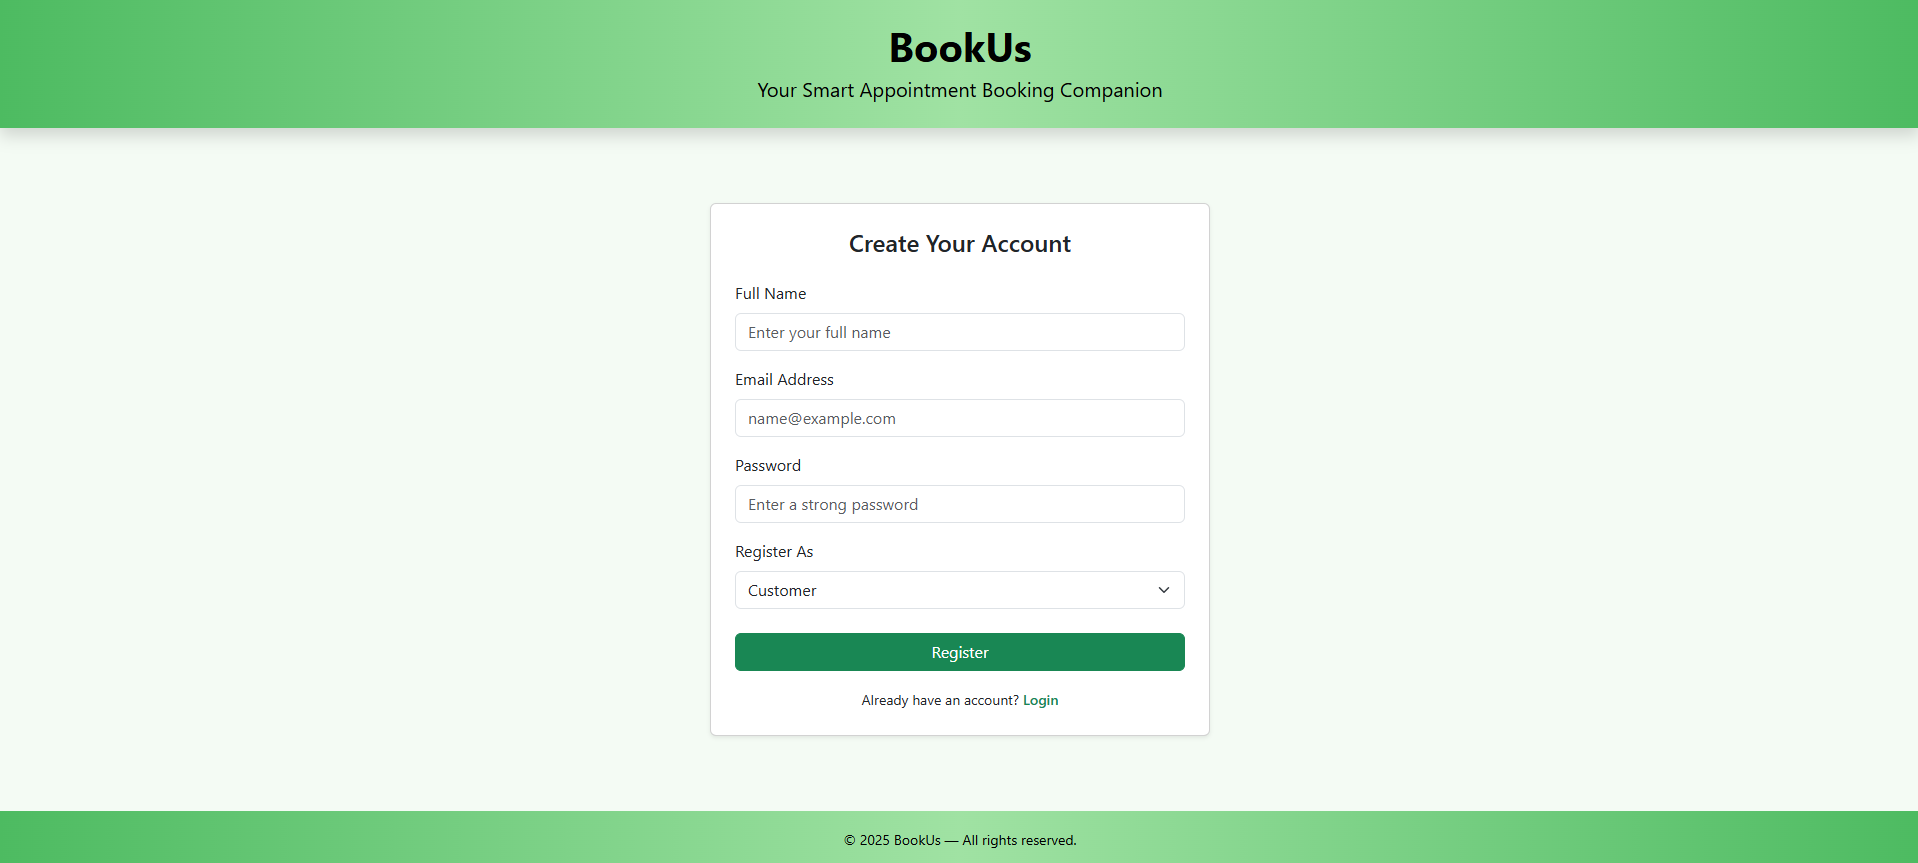 BookUs
Your Smart Appointment Booking Companion
Create Your Account
Full Name
Enter your full name
Email Address
name@example.com
Password
Enter a strong password
Register As
Customer
Register
Already have an account? Login
© 2025 BookUs — All rights reserved.